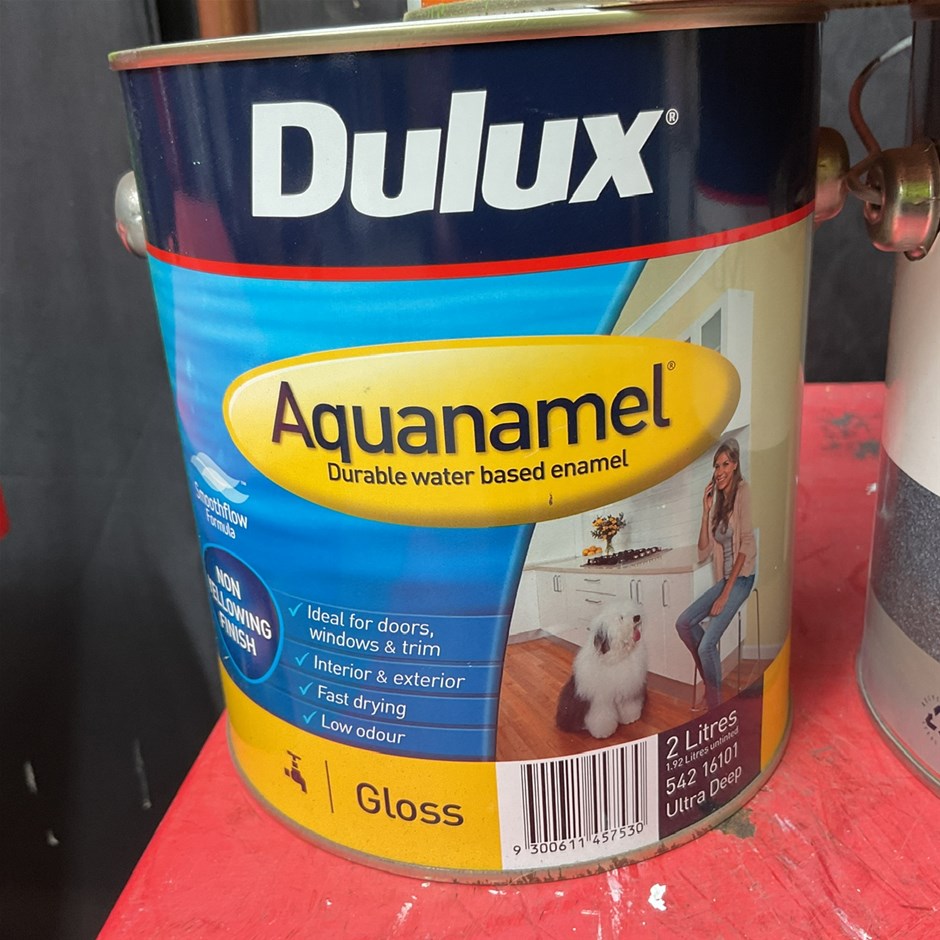 Dulux®
Aquanamel®
Durable water based enamel
Smoothflow™
Formula
NON
YELLOWING
FINISH
✓ Ideal for doors,
windows & trim
✓ Interior & exterior
✓ Fast drying
✓ Low odour
Gloss
2 Litres
1.92 Litres untinted
542 16101
Ultra Deep
9 300611 457530